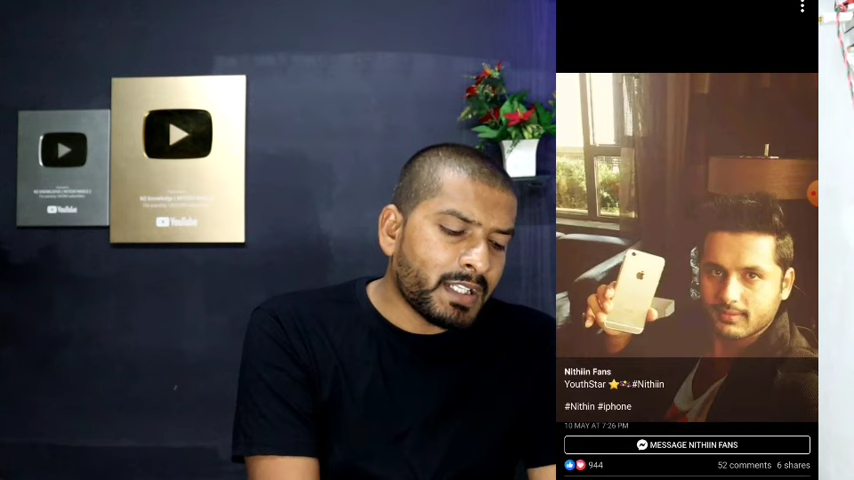 YouTube
YouTube
Nithiin Fans
YouthStar ⭐ #Nithiin
#Nithin #iphone
10 MAY AT 7:26 PM
MESSAGE NITHIIN FANS
944
52 comments 6 shares